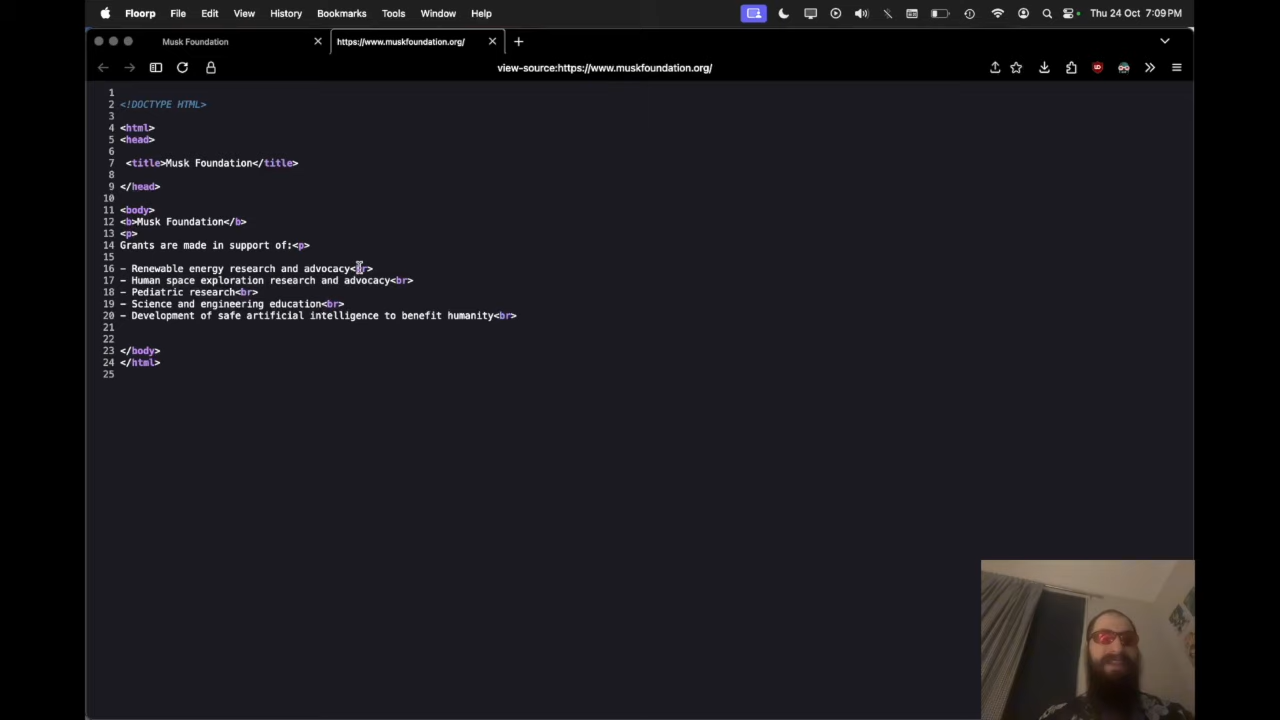 Floorp File Edit View History Bookmarks Tools Window Help Thu 24 Oct 7:09 PM
Musk Foundation https://www.muskfoundation.org/
view-source:https://www.muskfoundation.org/
1
2 <!DOCTYPE HTML>
3
4 <html>
5 <head>
6
7 <title>Musk Foundation</title>
8
9 </head>
10
11 <body>
12 <b>Musk Foundation</b>
13 <p>
14 Grants are made in support of:<p>
15
16 - Renewable energy research and advocacy<br>
17 - Human space exploration research and advocacy<br>
18 - Pediatric research<br>
19 - Science and engineering education<br>
20 - Development of safe artificial intelligence to benefit humanity<br>
21
22
23 </body>
24 </html>
25